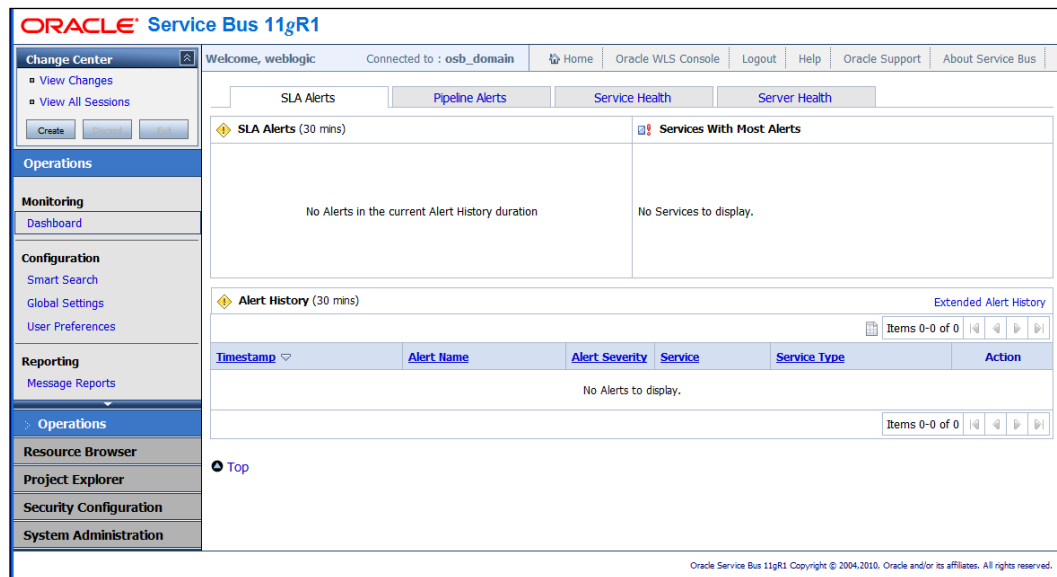 ORACLE Service Bus 11gR1
Change Center
View Changes
View All Sessions
Create Discard Exit
Welcome, weblogic Connected to : osb_domain Home Oracle WLS Console Logout Help Oracle Support About Service Bus
SLA Alerts Pipeline Alerts Service Health Server Health
SLA Alerts (30 mins) Services With Most Alerts
No Alerts in the current Alert History duration No Services to display.
Operations
Monitoring
Dashboard
Configuration
Smart Search
Global Settings
User Preferences
Reporting
Message Reports
Alert History (30 mins) Extended Alert History
Items 0-0 of 0
Timestamp Alert Name Alert Severity Service Service Type Action
No Alerts to display.
Items 0-0 of 0
Top
Operations
Resource Browser
Project Explorer
Security Configuration
System Administration
Oracle Service Bus 11gR1 Copyright © 2004,2010, Oracle and/or its affiliates. All rights reserved.